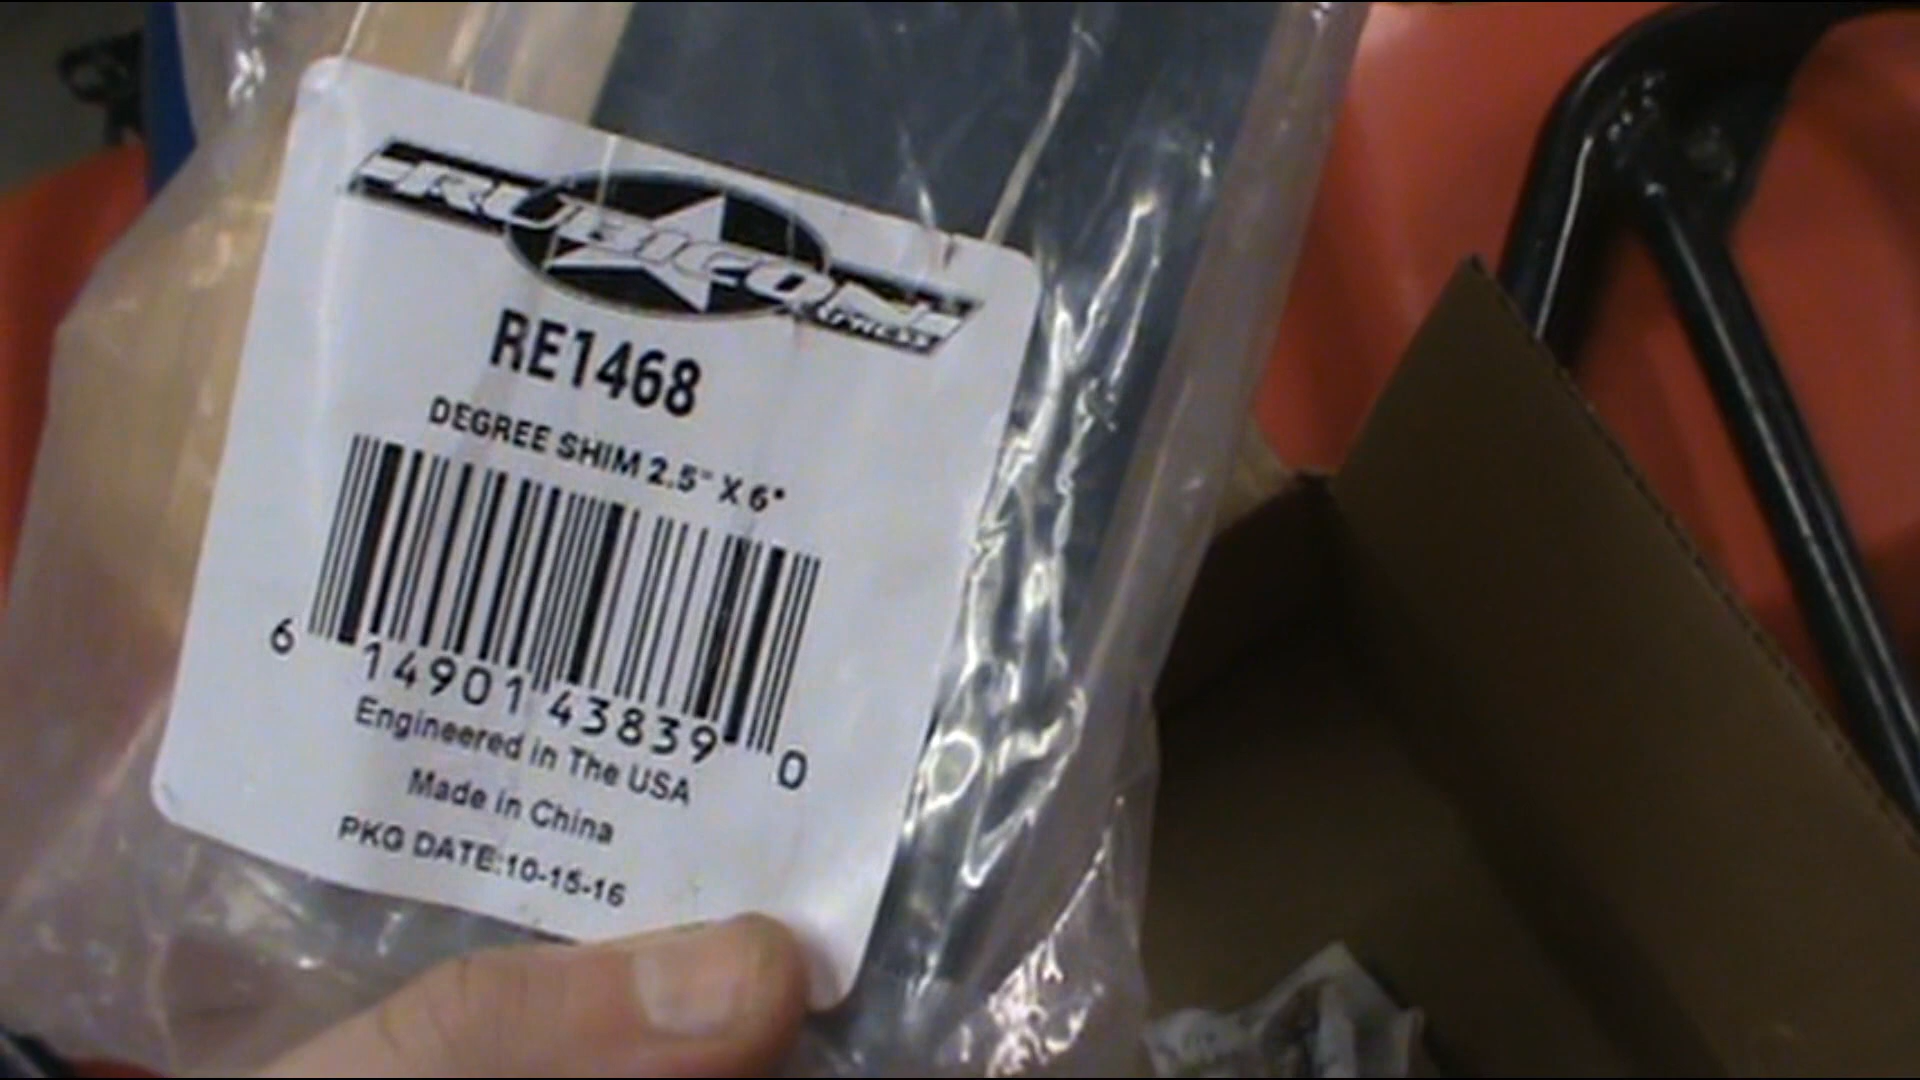 RUBICON
EXPRESS
RE1468
DEGREE SHIM 2.5" X 6°
6 14901 43839 0
Engineered in The USA
Made in China
PKG DATE:10-15-16